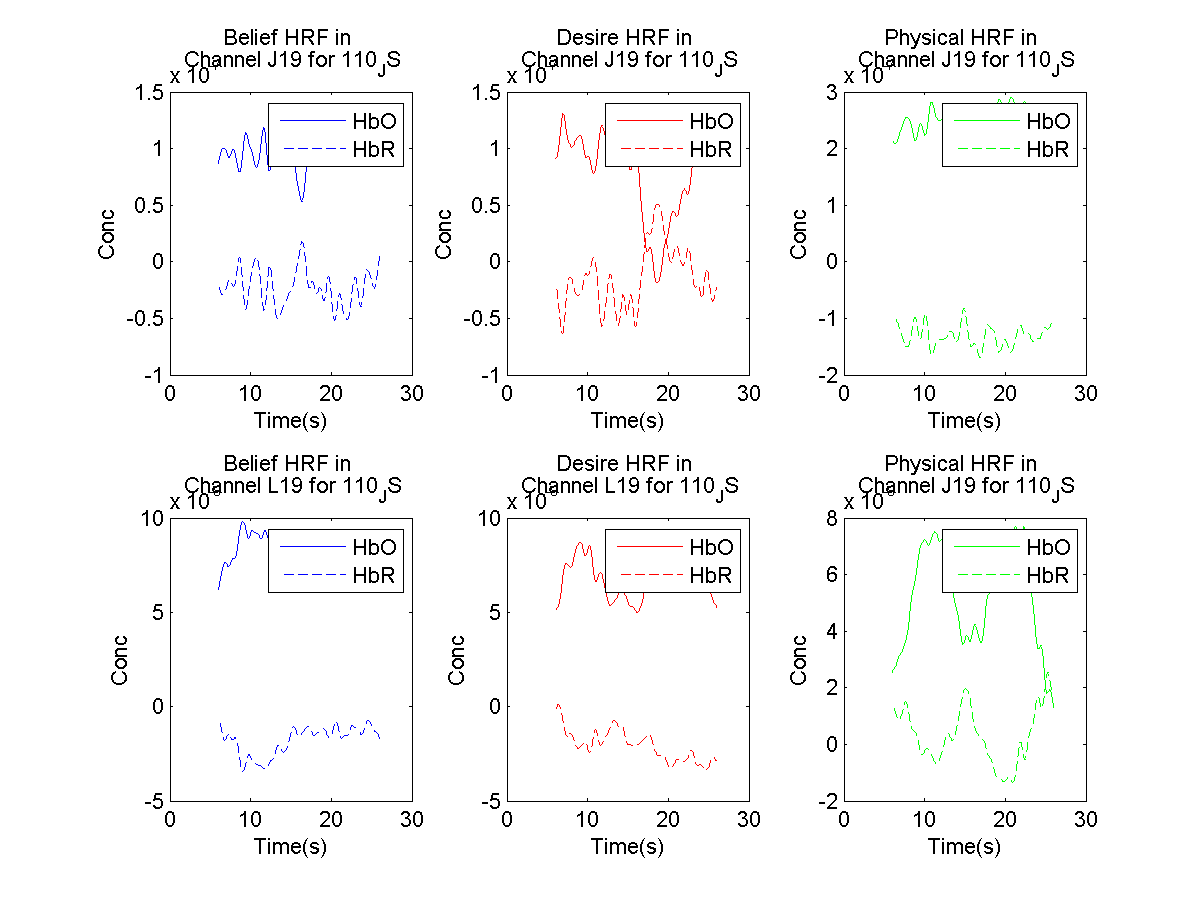 Belief HRF in
Channel J19 for 110JS
x 10
1.5
1
0.5
0
-0.5
-1
Conc
0 10 20 30
Time(s)
HbO
HbR
Desire HRF in
Channel J19 for 110JS
x 10
1.5
1
0.5
0
-0.5
-1
Conc
0 10 20 30
Time(s)
HbO
HbR
Physical HRF in
Channel J19 for 110JS
x 10
3
2
1
0
-1
-2
Conc
0 10 20 30
Time(s)
HbO
HbR
Belief HRF in
Channel L19 for 110JS
x 10
10
5
0
-5
Conc
0 10 20 30
Time(s)
HbO
HbR
Desire HRF in
Channel L19 for 110JS
x 10
10
5
0
-5
Conc
0 10 20 30
Time(s)
HbO
HbR
Physical HRF in
Channel J19 for 110JS
x 10
8
6
4
2
0
-2
Conc
0 10 20 30
Time(s)
HbO
HbR